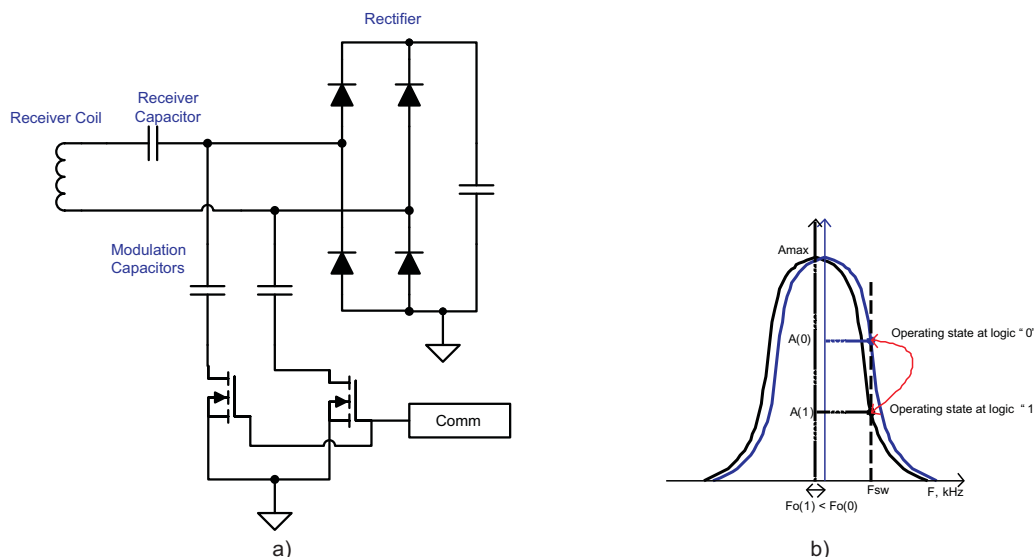 Rectifier
Receiver
Capacitor
Receiver Coil
Modulation
Capacitors
Comm
a)
Amax
A(0)
Operating state at logic “ 0”
A(1)
Operating state at logic “ 1
Fsw
F, kHz
Fo(1) < Fo(0)
b)